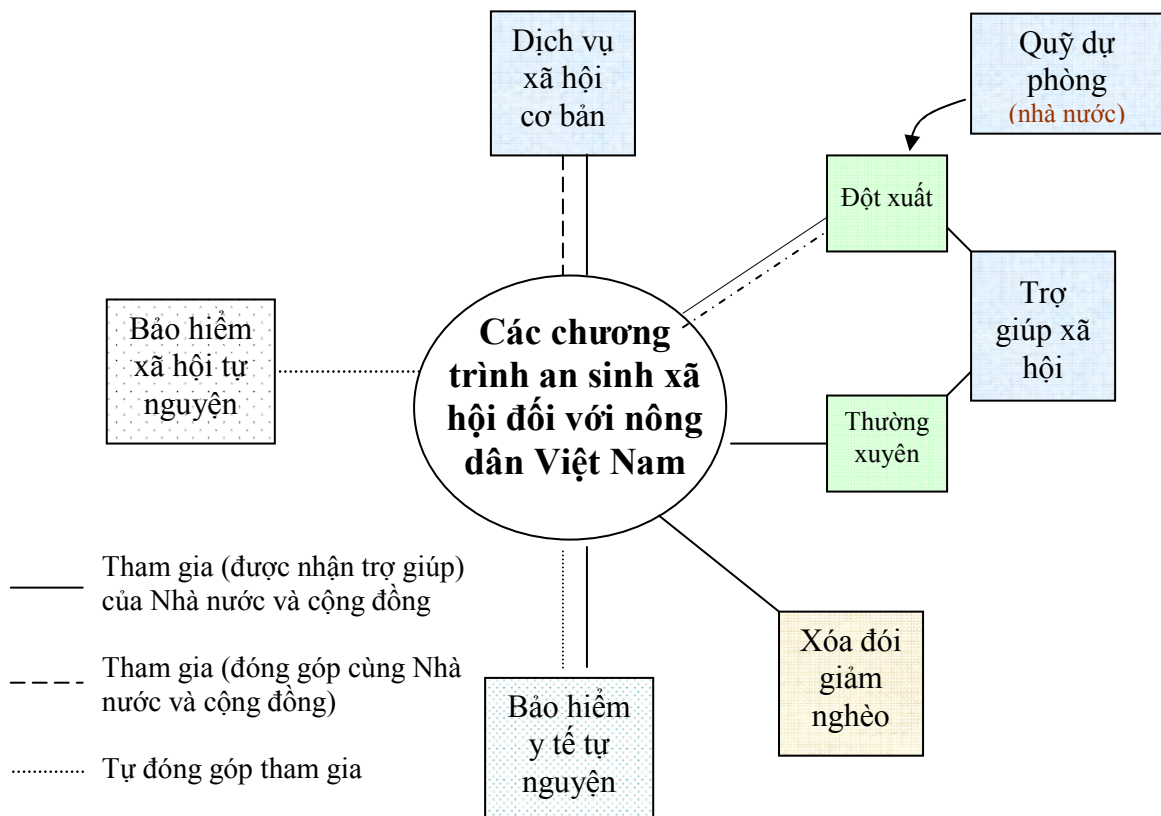 Dịch vụ
xã hội
cơ bản
Quỹ dự
phòng
(nhà nước)
Đột xuất
Trợ
giúp xã
hội
Bảo hiểm
xã hội tự
nguyện
Các chương
trình an sinh xã
hội đối với nông
dân Việt Nam
Thường
xuyên
Tham gia (được nhận trợ giúp)
của Nhà nước và cộng đồng
Tham gia (đóng góp cùng Nhà
nước và cộng đồng)
Tự đóng góp tham gia
Bảo hiểm
y tế tự
nguyện
Xóa đói
giảm
nghèo